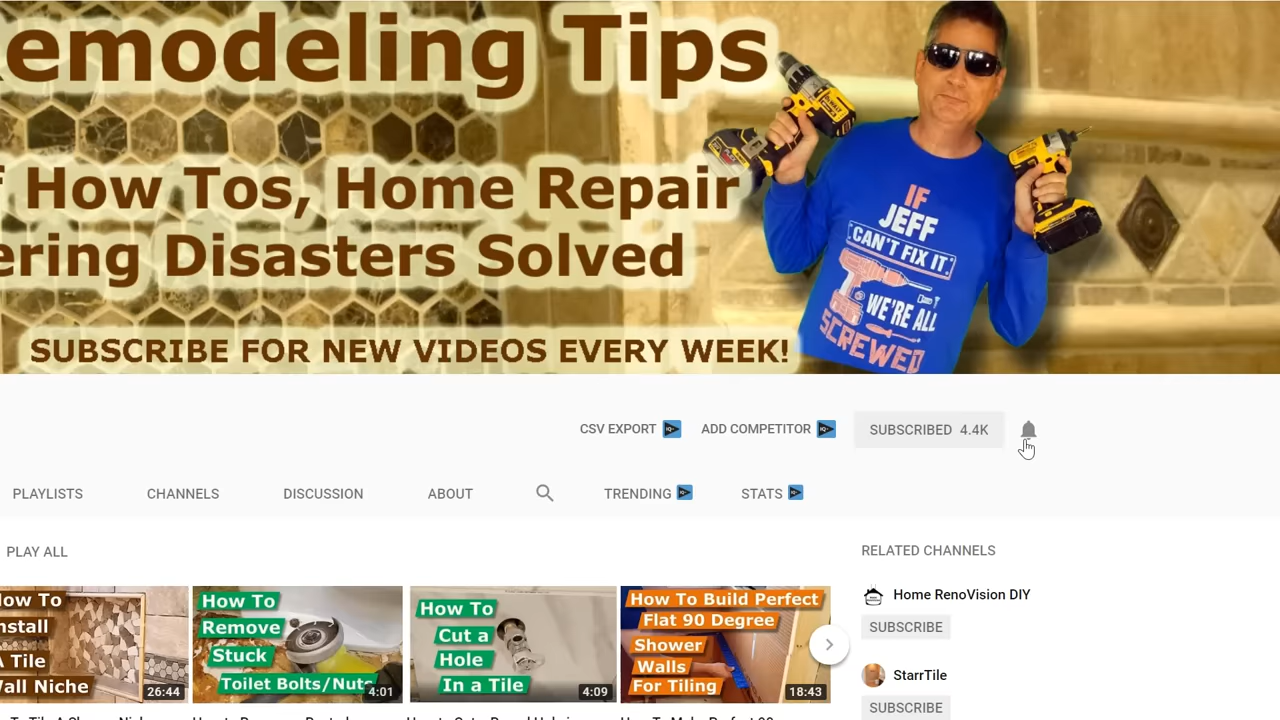 emodeling Tips
How Tos, Home Repair
ering Disasters Solved
SUBSCRIBE FOR NEW VIDEOS EVERY WEEK!
IF
JEFF
CAN'T FIX IT
WE'RE ALL
SCREWED
CSV EXPORT
ADD COMPETITOR
SUBSCRIBED 4.4K
PLAYLISTS
CHANNELS
DISCUSSION
ABOUT
TRENDING
STATS
PLAY ALL
RELATED CHANNELS
How To
nstall
A Tile
Wall Niche
26:44
How To
Remove
Stuck
Toilet Bolts/Nuts
4:01
How To
Cut a
Hole
In a Tile
4:09
How To Build Perfect
Flat 90 Degree
Shower
Walls
For Tiling
18:43
Home RenoVision DIY
SUBSCRIBE
StarrTile
SUBSCRIBE